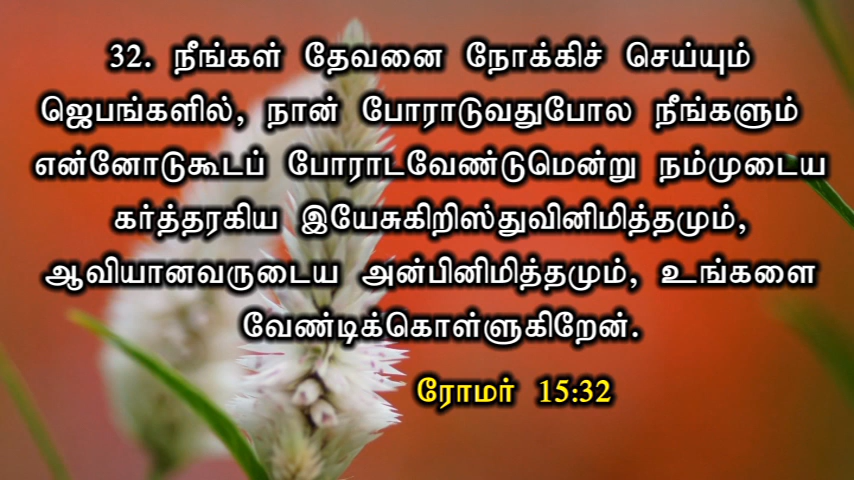 32. நீங்கள் தேவனை நோக்கிச் செய்யும்
ஜெபங்களில், நான் போராடுவதுபோல நீங்களும்
என்னோடுகூடப் போராடவேண்டுமென்று நம்முடைய
கர்த்தரகிய இயேசுகிறிஸ்துவினிமித்தமும்,
ஆவியானவருடைய அன்பினிமித்தமும், உங்களை
வேண்டிக்கொள்ளுகிறேன்.
ரோமர் 15:32